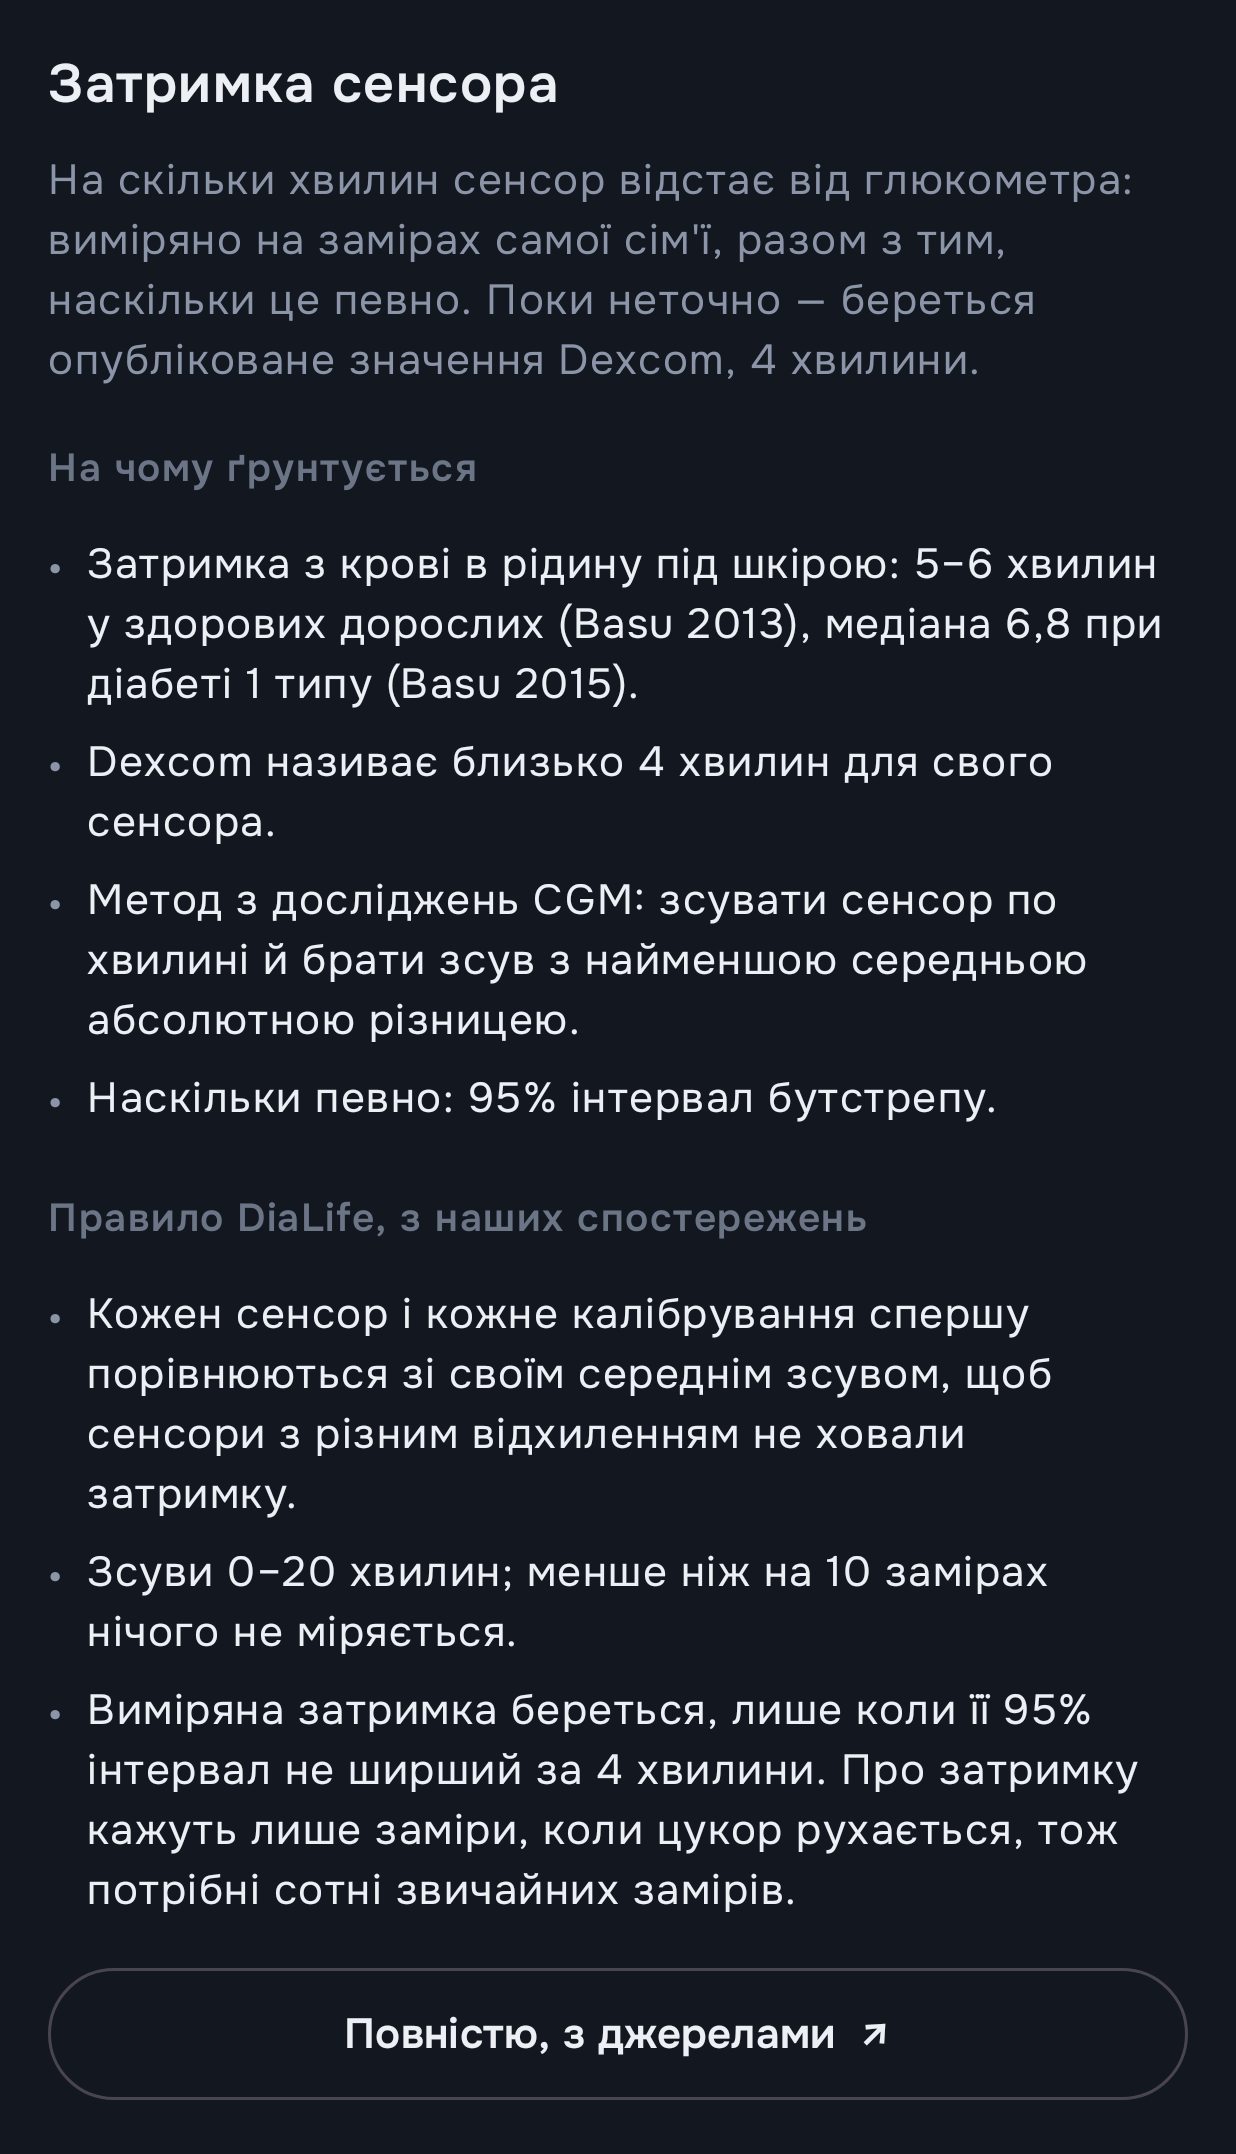 Затримка сенсора
На скільки хвилин сенсор відстає від глюкометра:
виміряно на замірах самої сім'ї, разом з тим,
наскільки це певно. Поки неточно — береться
опубліковане значення Dexcom, 4 хвилини.
На чому ґрунтується
• Затримка з крові в рідину під шкірою: 5–6 хвилин
у здорових дорослих (Basu 2013), медіана 6,8 при
діабеті 1 типу (Basu 2015).
• Dexcom називає близько 4 хвилин для свого
сенсора.
• Метод з досліджень CGM: зсувати сенсор по
хвилині й брати зсув з найменшою середньою
абсолютною різницею.
• Наскільки певно: 95% інтервал бутстрепу.
Правило DiaLife, з наших спостережень
• Кожен сенсор і кожне калібрування спершу
порівнюються зі своїм середнім зсувом, щоб
сенсори з різним відхиленням не ховали
затримку.
• Зсуви 0–20 хвилин; менше ніж на 10 замірах
нічого не міряється.
• Виміряна затримка береться, лише коли її 95%
інтервал не ширший за 4 хвилини. Про затримку
кажуть лише заміри, коли цукор рухається, тож
потрібні сотні звичайних замірів.
Повністю, з джерелами ↗